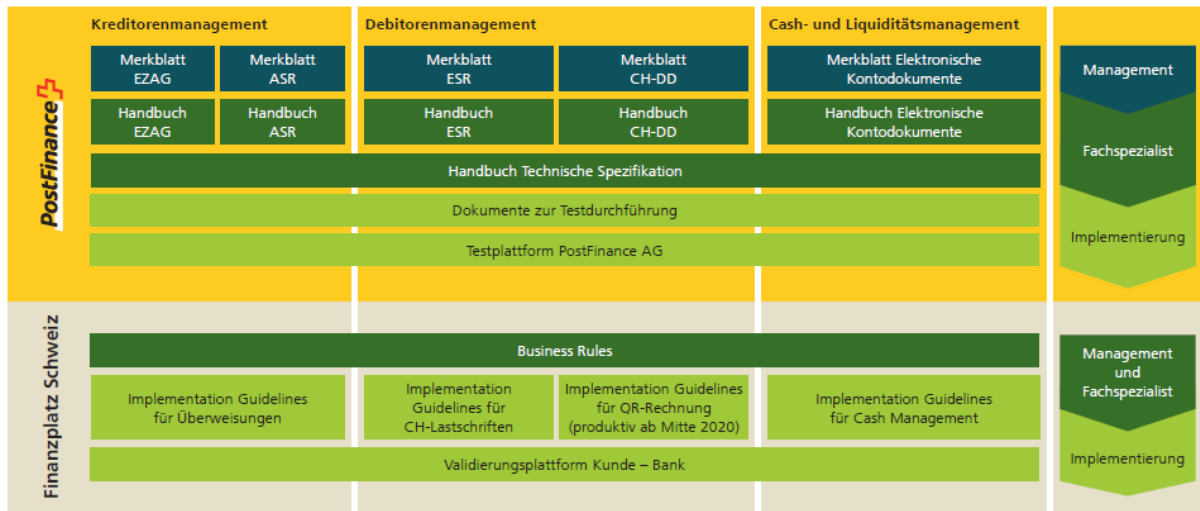 Kreditorenmanagement
Debitorenmanagement
Cash- und Liquiditätsmanagement
Merkblatt
EZAG
Merkblatt
ASR
Merkblatt
ESR
Merkblatt
CH-DD
Merkblatt Elektronische
Kontodokumente
Management
Handbuch
EZAG
Handbuch
ASR
Handbuch
ESR
Handbuch
CH-DD
Handbuch Elektronische
Kontodokumente
Fachspezialist
Handbuch Technische Spezifikation
Dokumente zur Testdurchführung
Testplattform PostFinance AG
Implementierung
PostFinance
Finanzplatz Schweiz
Business Rules
Management
und
Fachspezialist
Implementation Guidelines
für Überweisungen
Implementation
Guidelines für
CH-Lastschriften
Implementation Guidelines
für QR-Rechnung
(produktiv ab Mitte 2020)
Implementation Guidelines
für Cash Management
Validierungsplattform Kunde – Bank
Implementierung